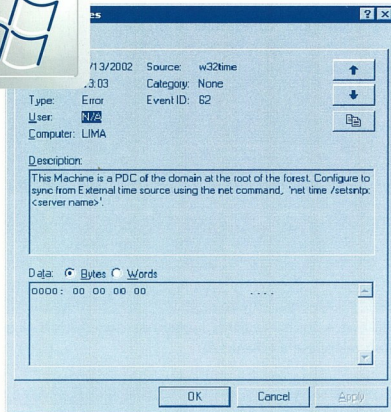 es
/13/2002 Source: w32time
3:03 Category: None
Type: Error Event ID: 62
User: N/A
Computer: LIMA
Description:
This Machine is a PDC of the domain at the root of the forest. Configure to
sync from External time source using the net command, 'net time /setsntp:
<server name>'.
Data: Bytes Words
0000: 00 00 00 00 ....
OK Cancel Apply